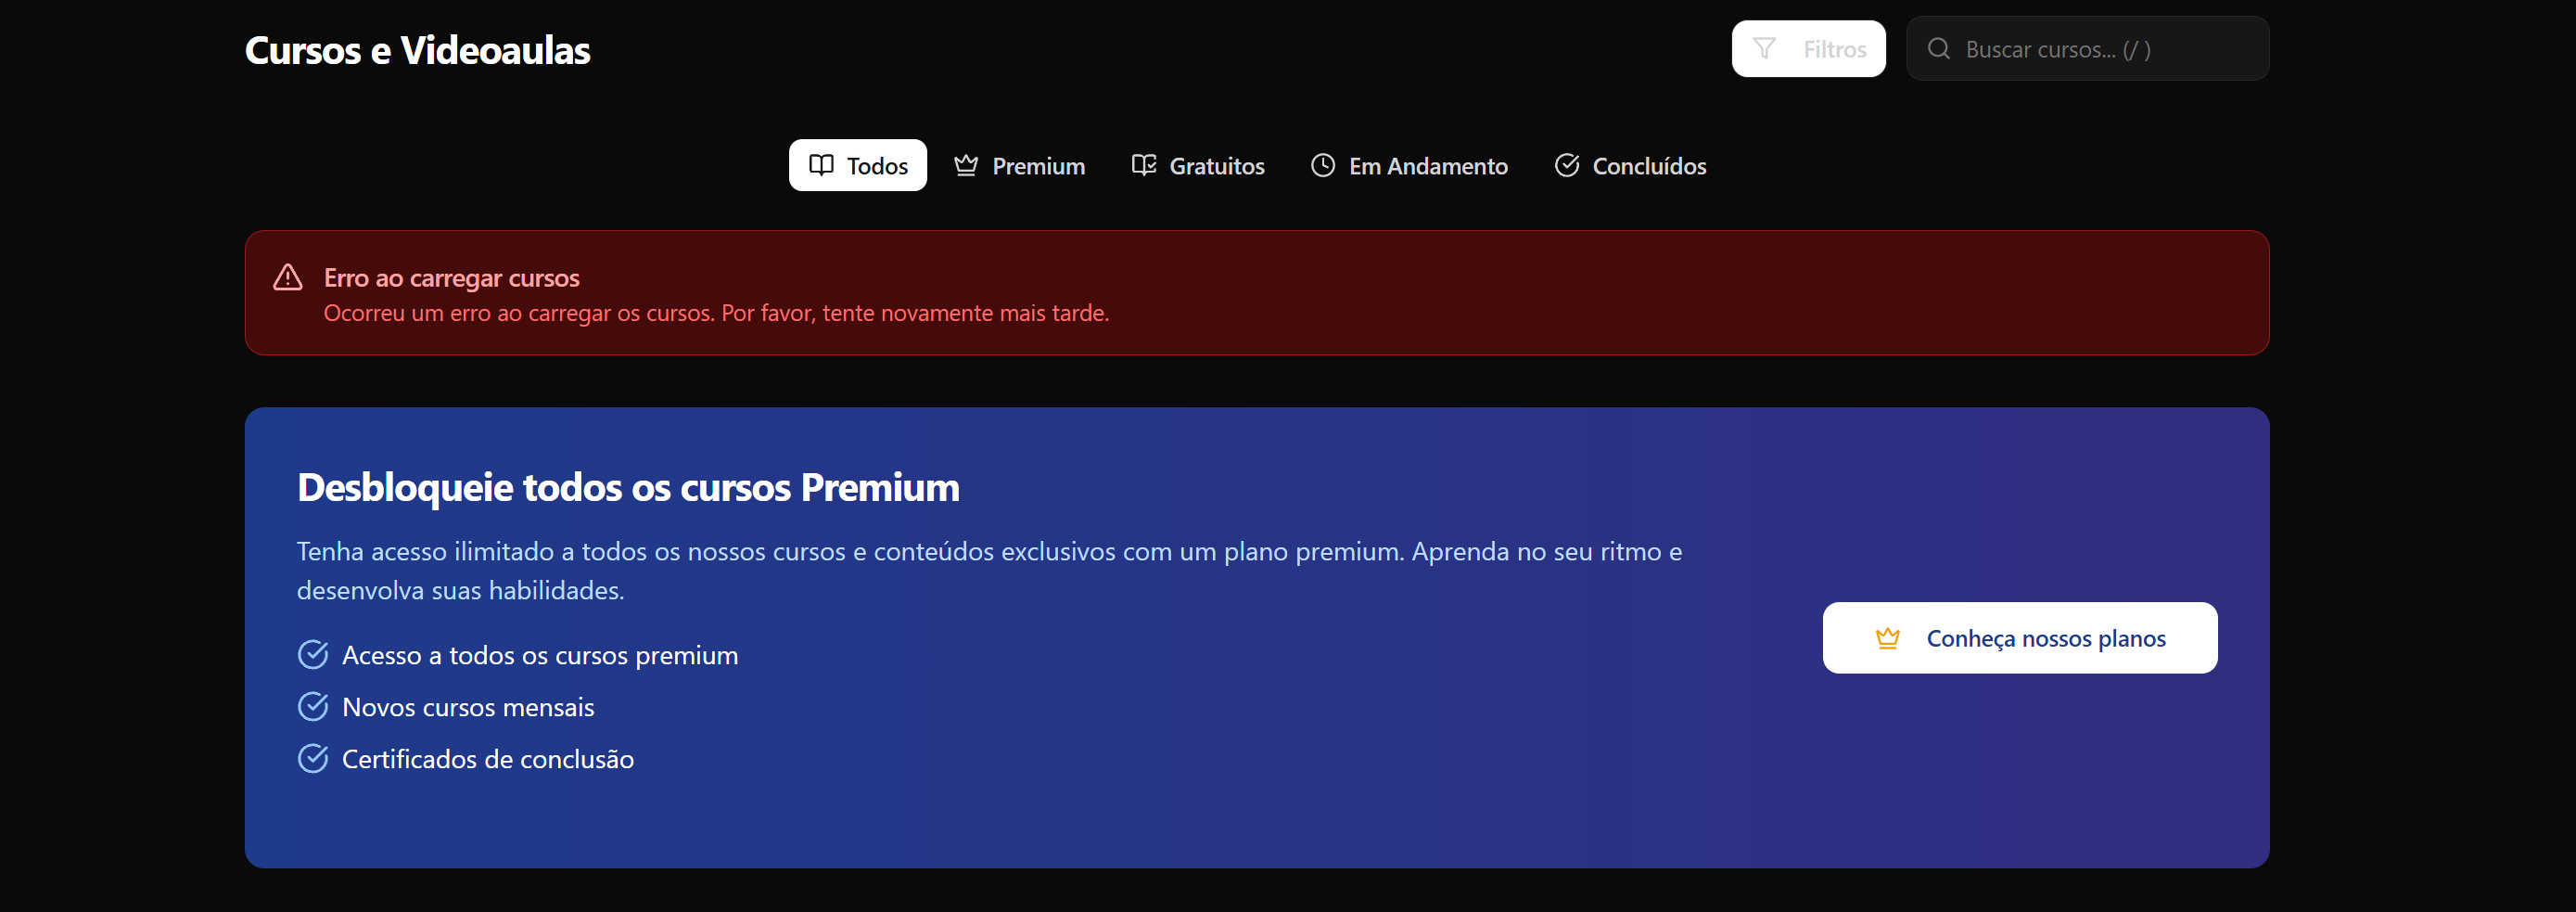 Cursos e Videoaulas
Filtros
Buscar cursos... (/ )
Todos
Premium
Gratuitos
Em Andamento
Concluídos
Erro ao carregar cursos
Ocorreu um erro ao carregar os cursos. Por favor, tente novamente mais tarde.
Desbloqueie todos os cursos Premium
Tenha acesso ilimitado a todos os nossos cursos e conteúdos exclusivos com um plano premium. Aprenda no seu ritmo e
desenvolva suas habilidades.
Acesso a todos os cursos premium
Novos cursos mensais
Certificados de conclusão
Conheça nossos planos